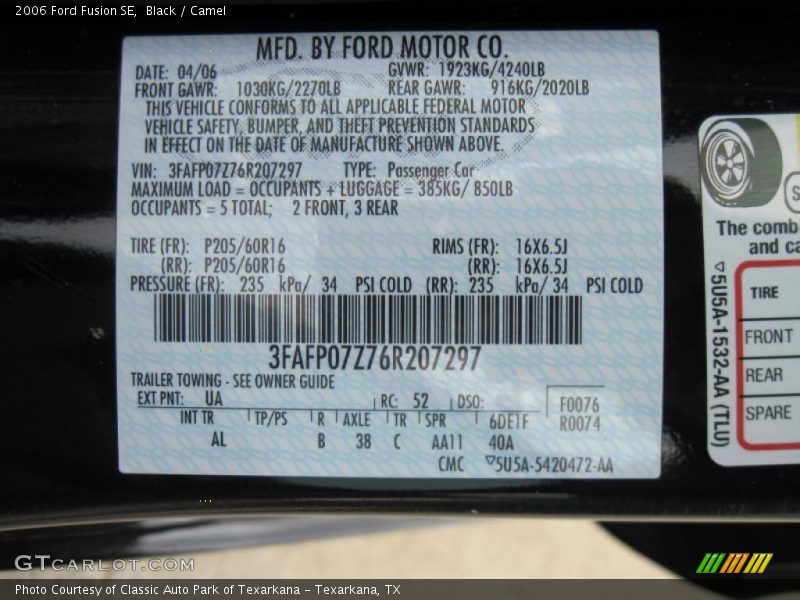 2006 Ford Fusion SE, Black / Camel
MFD. BY FORD MOTOR CO.
DATE: 04/06 GVWR: 1923KG/4240LB
FRONT GAWR: 1030KG/2270LB REAR GAWR: 916KG/2020LB
THIS VEHICLE CONFORMS TO ALL APPLICABLE FEDERAL MOTOR
VEHICLE SAFETY, BUMPER, AND THEFT PREVENTION STANDARDS
IN EFFECT ON THE DATE OF MANUFACTURE SHOWN ABOVE.
VIN: 3FAFP07Z76R207297 TYPE: Passenger Car
MAXIMUM LOAD = OCCUPANTS + LUGGAGE = 385KG/ 850LB
OCCUPANTS = 5 TOTAL; 2 FRONT, 3 REAR
TIRE (FR): P205/60R16 RIMS (FR): 16X6.5J
(RR): P205/60R16 (RR): 16X6.5J
PRESSURE (FR): 235 kPa/ 34 PSI COLD (RR): 235 kPa/ 34 PSI COLD
3FAFP07Z76R207297
TRAILER TOWING - SEE OWNER GUIDE
EXT PNT: UA RC: 52 DSO: F0076
R0074
INT TR TP/PS R AXLE TR SPR 6DE1F
AL B 38 C AA11 40A
CMC 5U5A-5420472-AA
The comb
and ca
TIRE
FRONT
REAR
SPARE
5U5A-1532-AA (TLU)
GTCARLOT.COM
Photo Courtesy of Classic Auto Park of Texarkana - Texarkana, TX